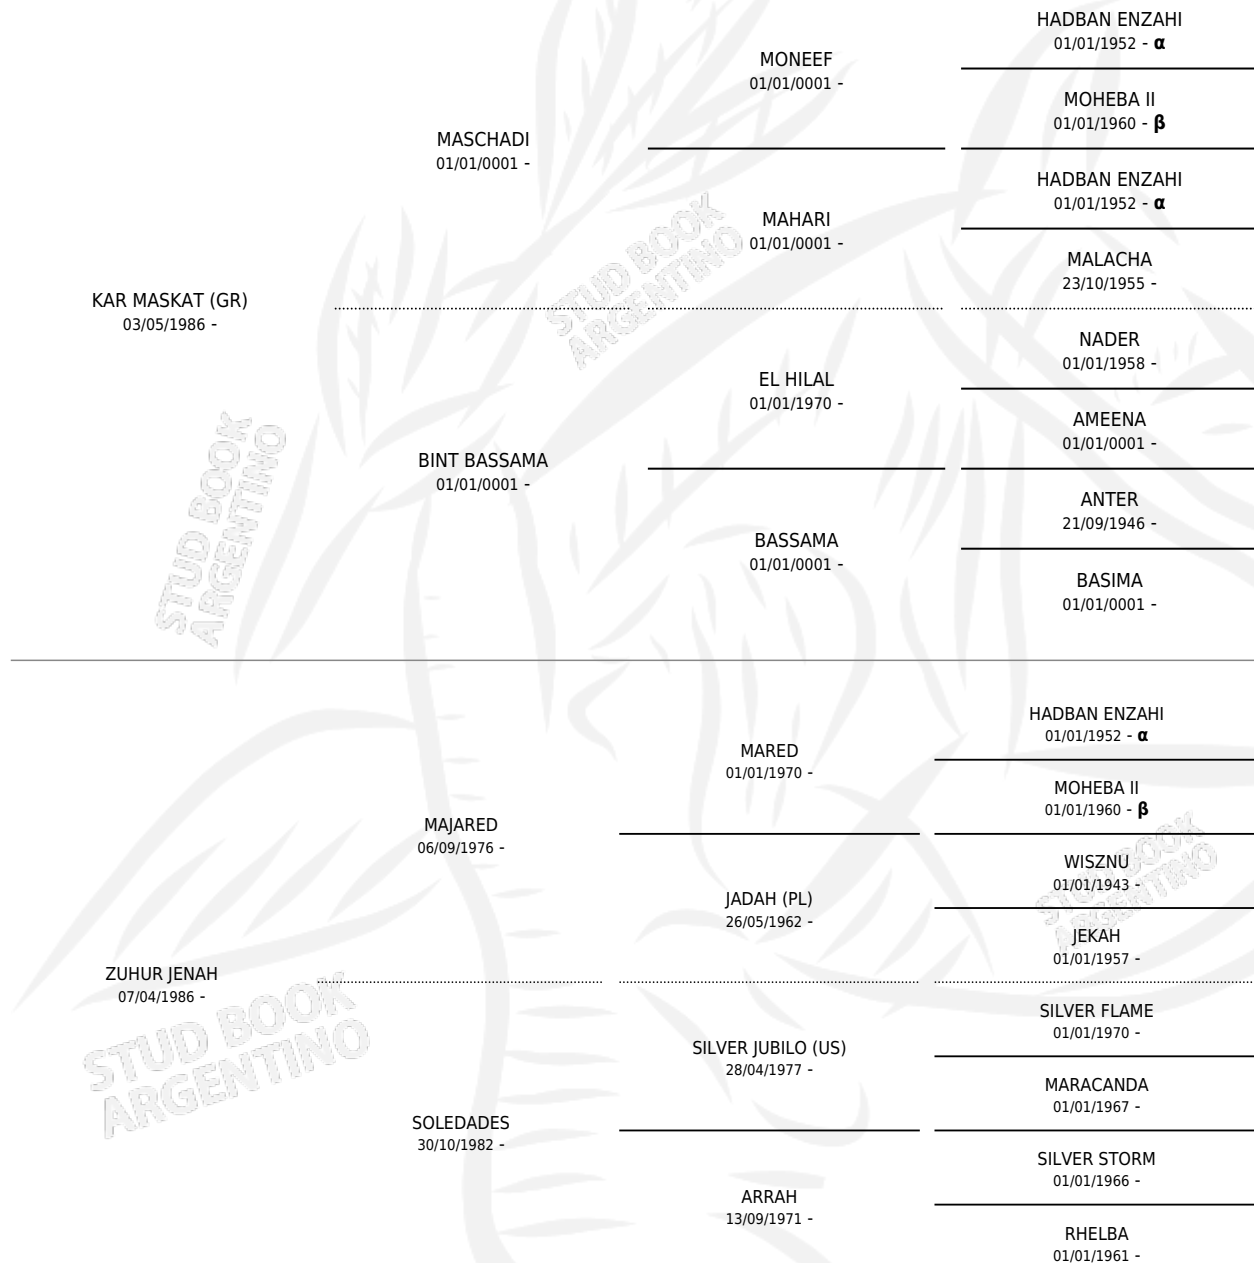 HADBAN ENZAHI
01/01/1952 - α
MONEEF
01/01/0001 -
MOHEBA II
01/01/1960 - β
MASCHADI
01/01/0001 -
HADBAN ENZAHI
01/01/1952 - α
MAHARI
01/01/0001 -
MALACHA
23/10/1955 -
KAR MASKAT (GR)
03/05/1986 -
NADER
01/01/1958 -
EL HILAL
01/01/1970 -
AMEENA
01/01/0001 -
BINT BASSAMA
01/01/0001 -
ANTER
21/09/1946 -
BASSAMA
01/01/0001 -
BASIMA
01/01/0001 -
STUD BOOK
ARGENTINO
STUD BOOK
ARGENTINO
HADBAN ENZAHI
01/01/1952 - α
MARED
01/01/1970 -
MOHEBA II
01/01/1960 - β
MAJARED
06/09/1976 -
WISZNU
01/01/1943 -
JADAH (PL)
26/05/1962 -
JEKAH
01/01/1957 -
STUD BOOK
ARGENTINO
ZUHUR JENAH
07/04/1986 -
STUD BOOK
ARGENTINO
SILVER FLAME
01/01/1970 -
SILVER JUBILO (US)
28/04/1977 -
MARACANDA
01/01/1967 -
SOLEDADES
30/10/1982 -
SILVER STORM
01/01/1966 -
ARRAH
13/09/1971 -
RHELBA
01/01/1961 -